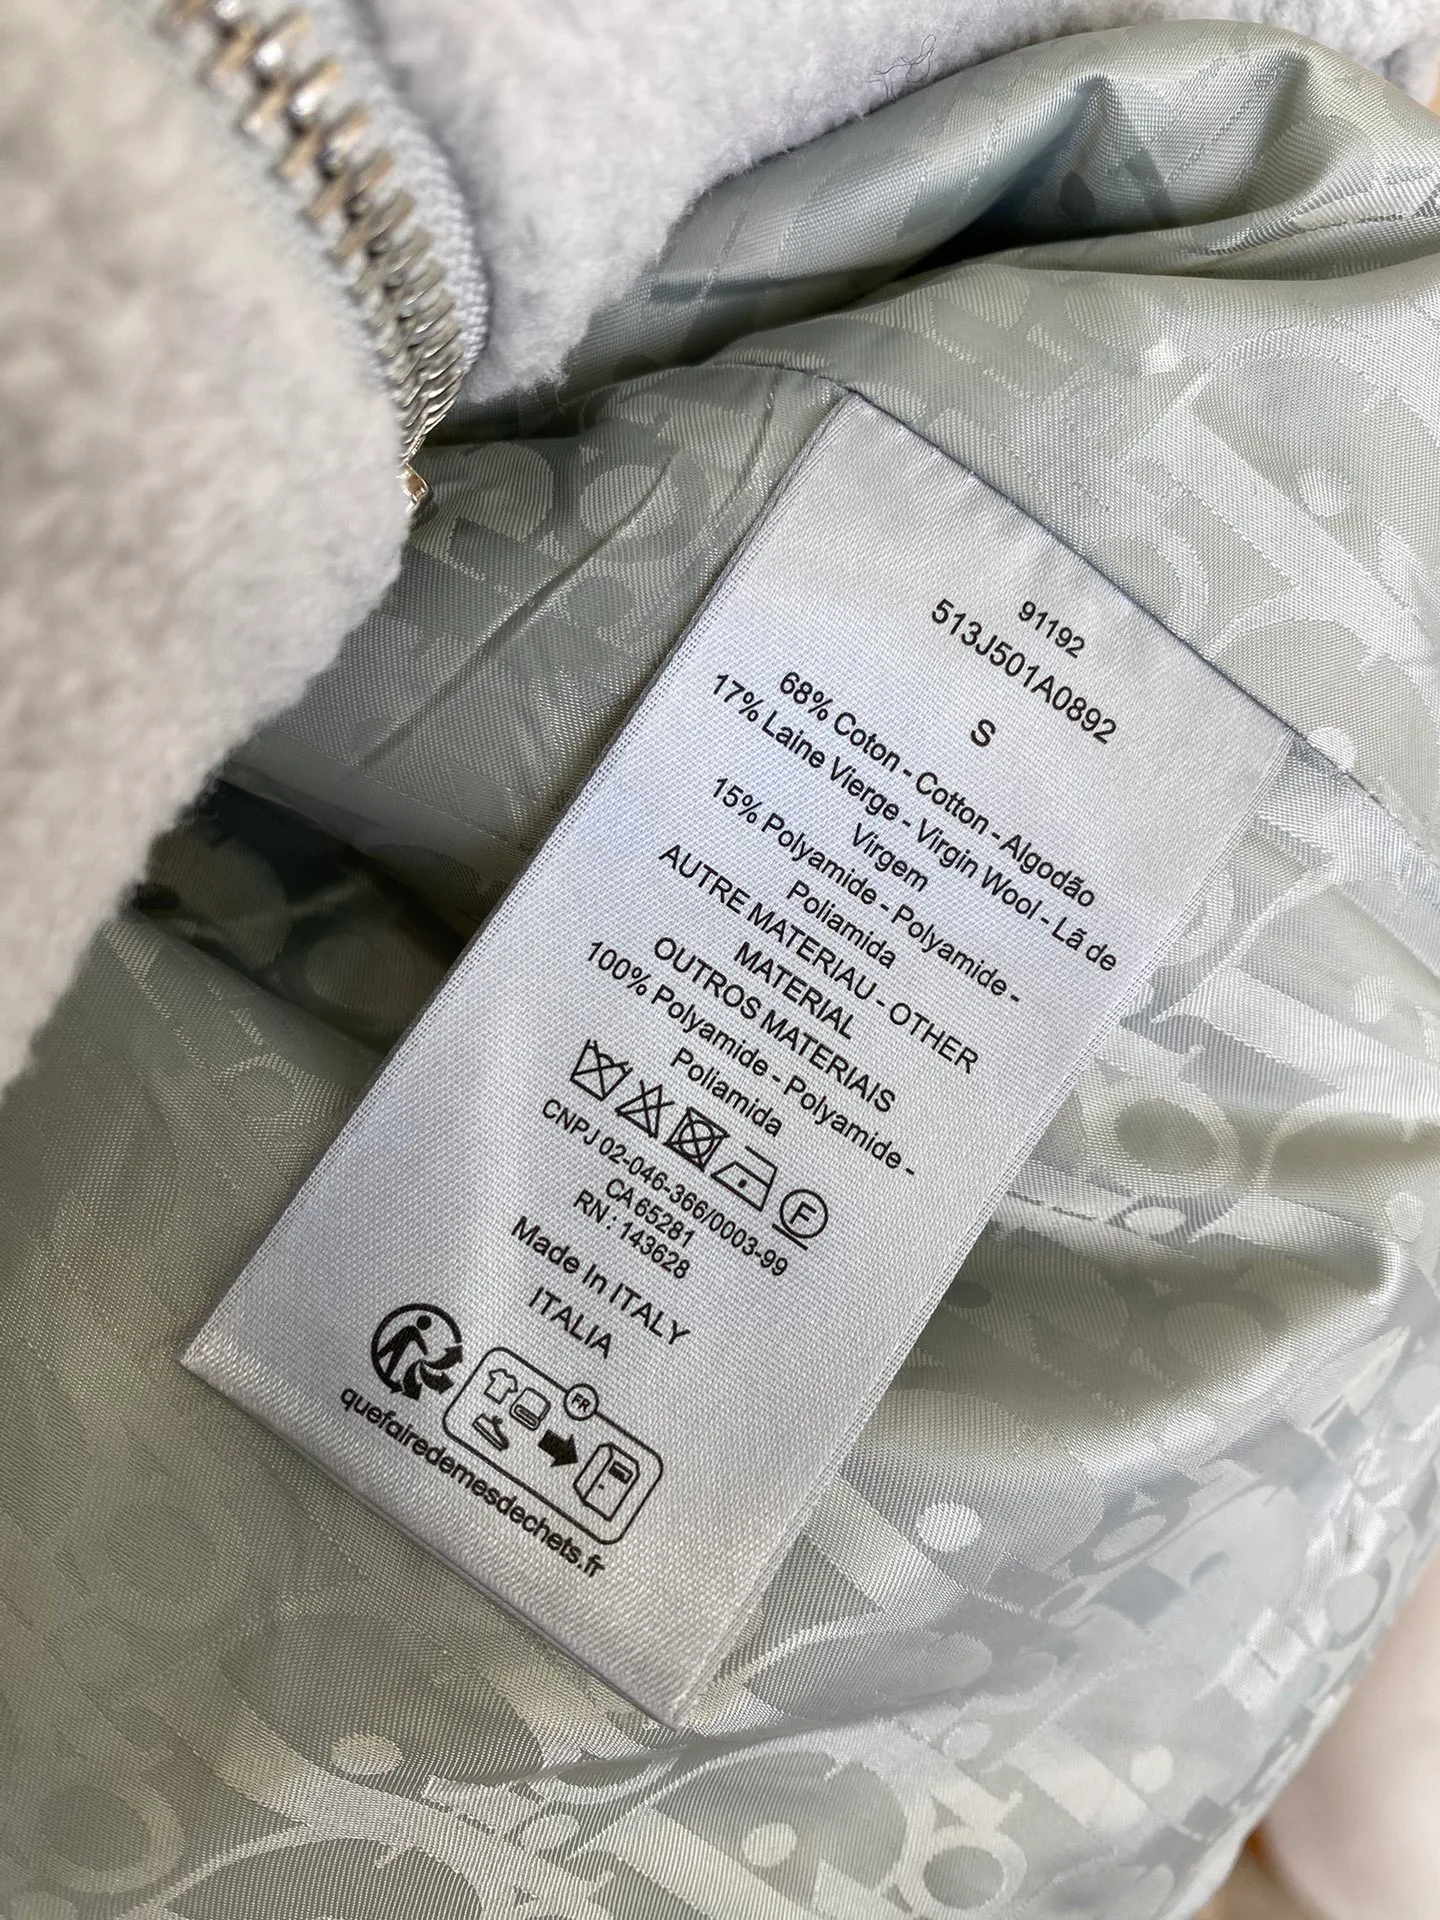 91192
513J501A0892
S
68% Coton - Cotton - Algodão
17% Laine Vierge - Virgin Wool - Lã de
Virgem
15% Polyamide - Polyamide -
Poliamida
AUTRE MATERIAU - OTHER
MATERIAL
OUTROS MATERIAIS
100% Polyamide - Polyamide -
Poliamida
F
CNPJ 02-046-366/0003-99
CA 65281
RN : 143628
Made In ITALY
ITALIA
FR
quefairedemesdechets.fr